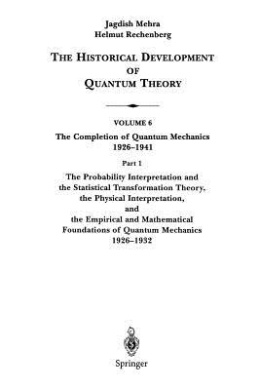 Jagdish Mehra
Helmut Rechenberg
THE HISTORICAL DEVELOPMENT
OF
QUANTUM THEORY
VOLUME 6
The Completion of Quantum Mechanics
1926–1941
Part 1
The Probability Interpretation and
the Statistical Transformation Theory,
the Physical Interpretation,
and
the Empirical and Mathematical
Foundations of Quantum Mechanics
1926–1932
Springer